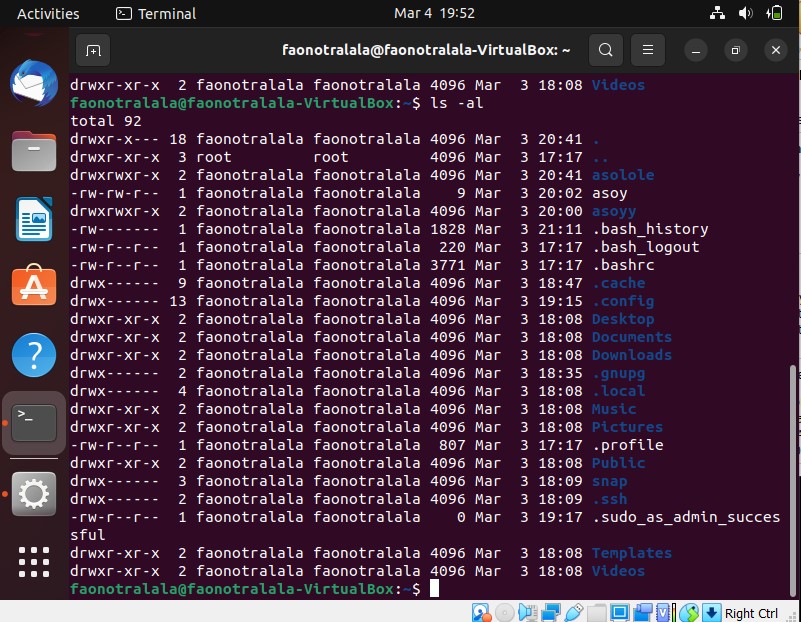 Activities Terminal Mar 4 19:52
faonotralala@faonotralala-VirtualBox: ~
drwxr-xr-x 2 faonotralala faonotralala 4096 Mar 3 18:08 Videos
faonotralala@faonotralala-VirtualBox:~$ ls -al
total 92
drwxr-x--- 18 faonotralala faonotralala 4096 Mar 3 20:41 .
drwxr-xr-x 3 root root 4096 Mar 3 17:17 ..
drwxrwxr-x 2 faonotralala faonotralala 4096 Mar 3 20:41 asolole
-rw-rw-r-- 1 faonotralala faonotralala 9 Mar 3 20:02 asoy
drwxrwxr-x 2 faonotralala faonotralala 4096 Mar 3 20:00 asoyy
-rw------- 1 faonotralala faonotralala 1828 Mar 3 21:11 .bash_history
-rw-r--r-- 1 faonotralala faonotralala 220 Mar 3 17:17 .bash_logout
-rw-r--r-- 1 faonotralala faonotralala 3771 Mar 3 17:17 .bashrc
drwx------ 9 faonotralala faonotralala 4096 Mar 3 18:47 .cache
drwx------ 13 faonotralala faonotralala 4096 Mar 3 19:15 .config
drwxr-xr-x 2 faonotralala faonotralala 4096 Mar 3 18:08 Desktop
drwxr-xr-x 2 faonotralala faonotralala 4096 Mar 3 18:08 Documents
drwxr-xr-x 2 faonotralala faonotralala 4096 Mar 3 18:08 Downloads
drwx------ 2 faonotralala faonotralala 4096 Mar 3 18:35 .gnupg
drwx------ 4 faonotralala faonotralala 4096 Mar 3 18:08 .local
drwxr-xr-x 2 faonotralala faonotralala 4096 Mar 3 18:08 Music
drwxr-xr-x 2 faonotralala faonotralala 4096 Mar 3 18:08 Pictures
-rw-r--r-- 1 faonotralala faonotralala 807 Mar 3 17:17 .profile
drwxr-xr-x 2 faonotralala faonotralala 4096 Mar 3 18:08 Public
drwx------ 3 faonotralala faonotralala 4096 Mar 3 18:09 snap
drwx------ 2 faonotralala faonotralala 4096 Mar 3 18:09 .ssh
-rw-r--r-- 1 faonotralala faonotralala 0 Mar 3 19:17 .sudo_as_admin_succes
sful
drwxr-xr-x 2 faonotralala faonotralala 4096 Mar 3 18:08 Templates
drwxr-xr-x 2 faonotralala faonotralala 4096 Mar 3 18:08 Videos
faonotralala@faonotralala-VirtualBox:~$
Right Ctrl